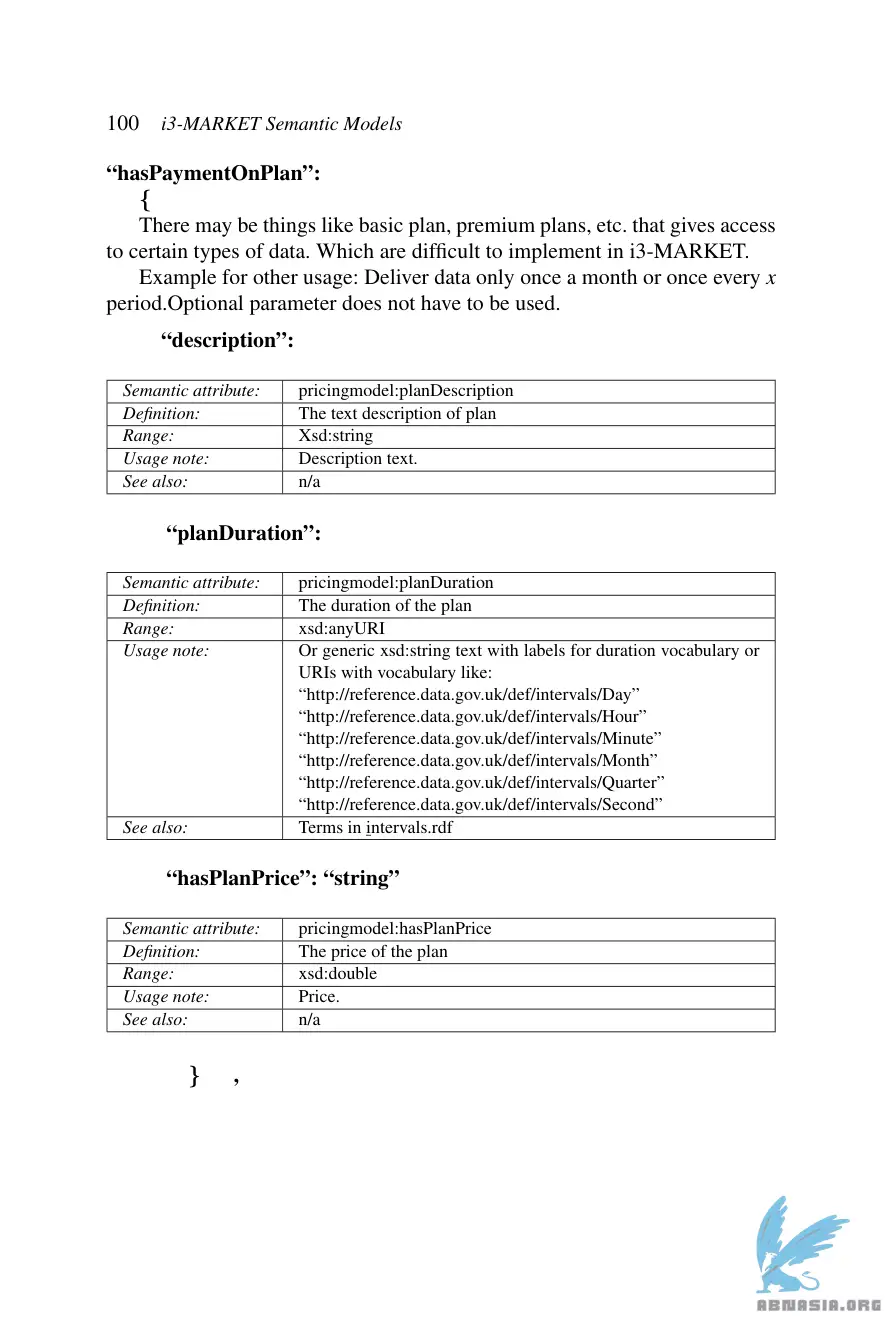 100 i3-MARKET Semantic Models
“hasPaymentOnPlan”:
{
There may be things like basic plan, premium plans, etc. that gives access
to certain types of data. Which are difficult to implement in i3-MARKET.
Example for other usage: Deliver data only once a month or once every x
period.Optional parameter does not have to be used.
“description”:
Semantic attribute: pricingmodel:planDescription
Definition: The text description of plan
Range: Xsd:string
Usage note: Description text.
See also: n/a
“planDuration”:
Semantic attribute: pricingmodel:planDuration
Definition: The duration of the plan
Range: xsd:anyURI
Usage note: Or generic xsd:string text with labels for duration vocabulary or
URIs with vocabulary like:
“http://reference.data.gov.uk/def/intervals/Day”
“http://reference.data.gov.uk/def/intervals/Hour”
“http://reference.data.gov.uk/def/intervals/Minute”
“http://reference.data.gov.uk/def/intervals/Month”
“http://reference.data.gov.uk/def/intervals/Quarter”
“http://reference.data.gov.uk/def/intervals/Second”
See also: Terms in intervals.rdf
“hasPlanPrice”: “string”
Semantic attribute: pricingmodel:hasPlanPrice
Definition: The price of the plan
Range: xsd:double
Usage note: Price.
See also: n/a
} ,
ABNASIA.ORG